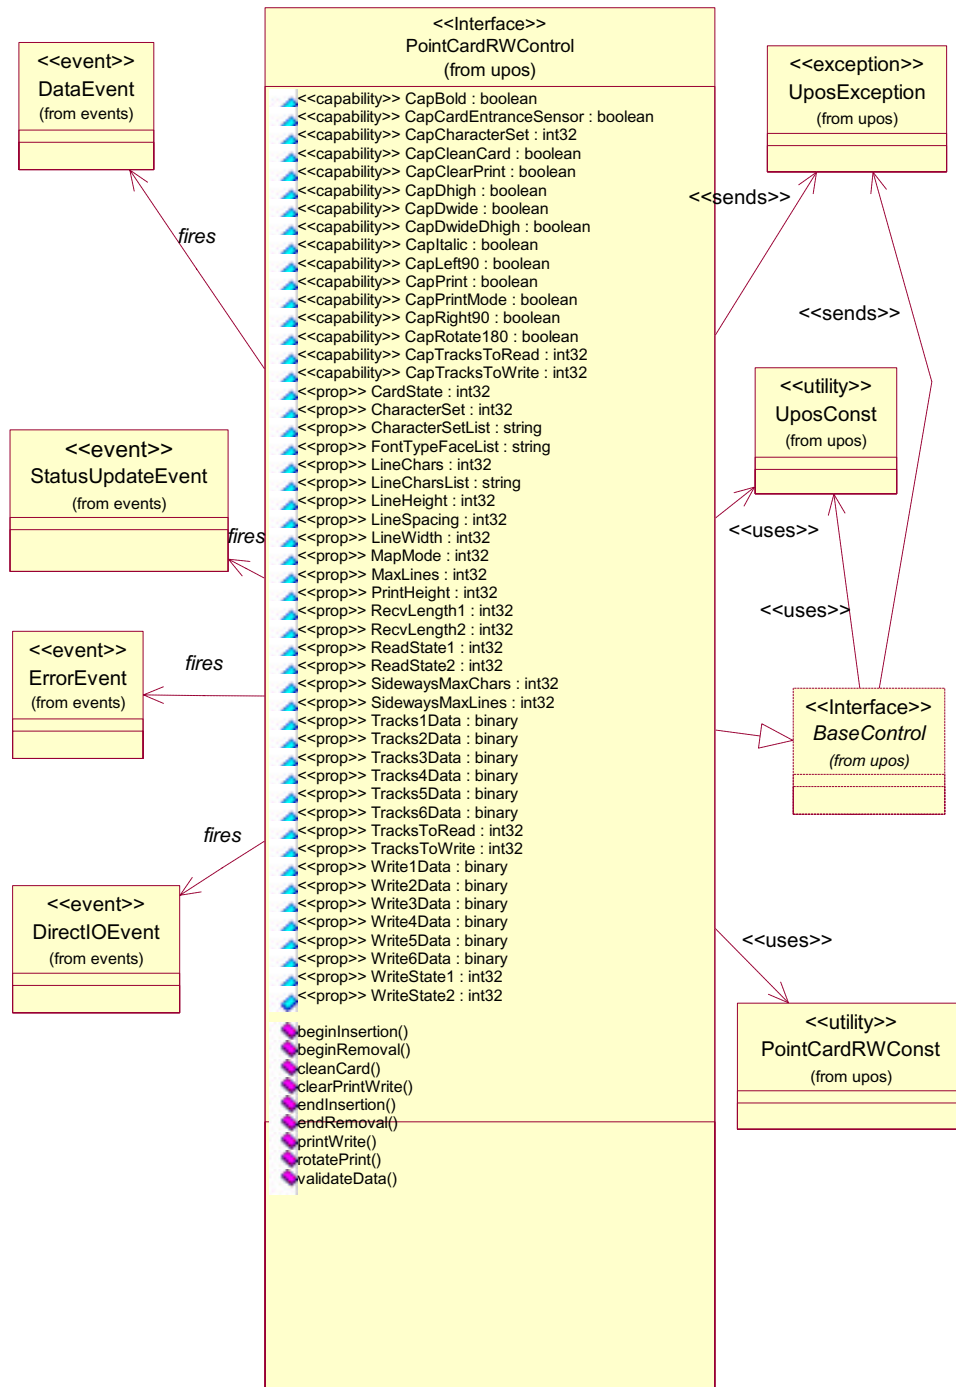 <<Interface>>
PointCardRWControl
(from upos)
<<capability>> CapBold : boolean
<<capability>> CapCardEntranceSensor : boolean
<<capability>> CapCharacterSet : int32
<<capability>> CapCleanCard : boolean
<<capability>> CapClearPrint : boolean
<<capability>> CapDhigh : boolean
<<capability>> CapDwide : boolean
<<capability>> CapDwideDhigh : boolean
<<capability>> CapItalic : boolean
<<capability>> CapLeft90 : boolean
<<capability>> CapPrint : boolean
<<capability>> CapPrintMode : boolean
<<capability>> CapRight90 : boolean
<<capability>> CapRotate180 : boolean
<<capability>> CapTracksToRead : int32
<<capability>> CapTracksToWrite : int32
<<prop>> CardState : int32
<<prop>> CharacterSet : int32
<<prop>> CharacterSetList : string
<<prop>> FontTypeFaceList : string
<<prop>> LineChars : int32
<<prop>> LineCharsList : string
<<prop>> LineHeight : int32
<<prop>> LineSpacing : int32
<<prop>> LineWidth : int32
<<prop>> MapMode : int32
<<prop>> MaxLines : int32
<<prop>> PrintHeight : int32
<<prop>> RecvLength1 : int32
<<prop>> RecvLength2 : int32
<<prop>> ReadState1 : int32
<<prop>> ReadState2 : int32
<<prop>> SidewaysMaxChars : int32
<<prop>> SidewaysMaxLines : int32
<<prop>> Tracks1Data : binary
<<prop>> Tracks2Data : binary
<<prop>> Tracks3Data : binary
<<prop>> Tracks4Data : binary
<<prop>> Tracks5Data : binary
<<prop>> Tracks6Data : binary
<<prop>> TracksToRead : int32
<<prop>> TracksToWrite : int32
<<prop>> Write1Data : binary
<<prop>> Write2Data : binary
<<prop>> Write3Data : binary
<<prop>> Write4Data : binary
<<prop>> Write5Data : binary
<<prop>> Write6Data : binary
<<prop>> WriteState1 : int32
<<prop>> WriteState2 : int32
beginInsertion()
beginRemoval()
cleanCard()
clearPrintWrite()
endInsertion()
endRemoval()
printWrite()
rotatePrint()
validateData()
<<event>>
DataEvent
(from events)
fires
<<event>>
StatusUpdateEvent
(from events)
fires
<<event>>
ErrorEvent
(from events)
fires
<<event>>
DirectIOEvent
(from events)
fires
<<exception>>
UposException
(from upos)
<<sends>>
<<sends>>
<<utility>>
UposConst
(from upos)
<<uses>>
<<uses>>
<<Interface>>
BaseControl
(from upos)
<<uses>>
<<utility>>
PointCardRWConst
(from upos)